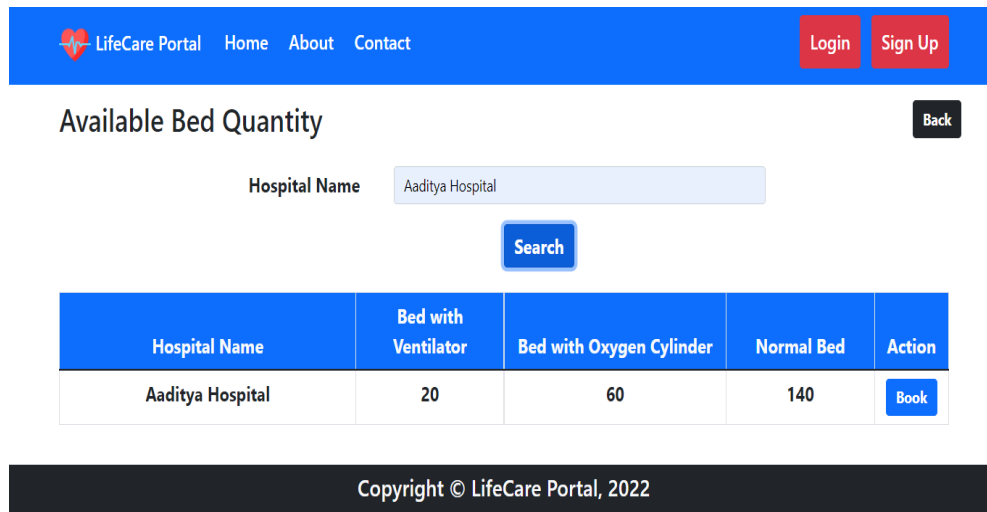 LifeCare Portal Home About Contact Login Sign Up
Available Bed Quantity Back
Hospital Name Aaditya Hospital
Search
Hospital Name Bed with Ventilator Bed with Oxygen Cylinder Normal Bed Action
Aaditya Hospital 20 60 140 Book
Copyright © LifeCare Portal, 2022